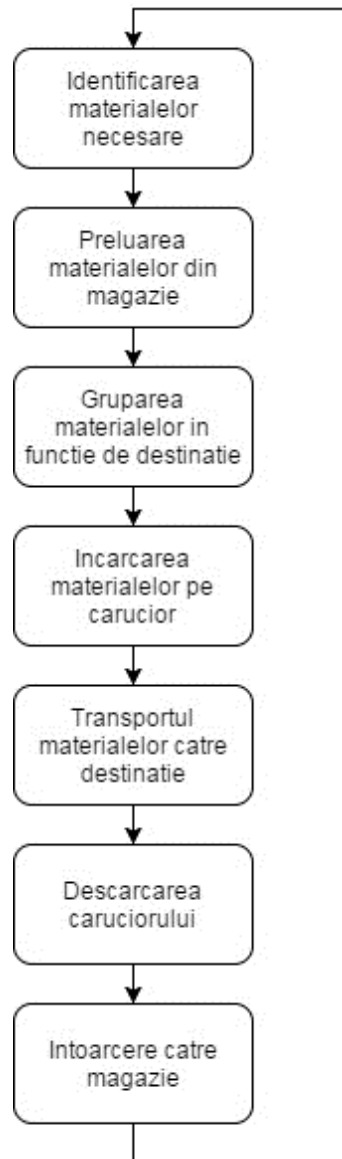 Identificarea
materialelor
necesare
Preluarea
materialelor din
magazie
Gruparea
materialelor in
functie de destinatie
Incarcarea
materialelor pe
carucior
Transportul
materialelor catre
destinatie
Descarcarea
caruciorului
Intoarcere catre
magazie